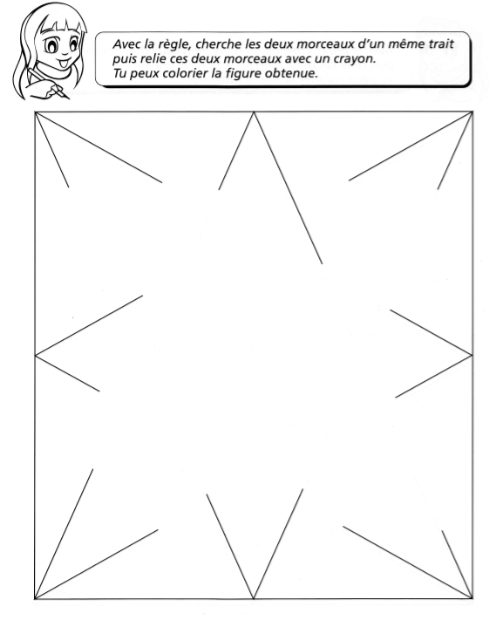 Avec la règle, cherche les deux morceaux d'un même trait
puis relie ces deux morceaux avec un crayon.
Tu peux colorier la figure obtenue.